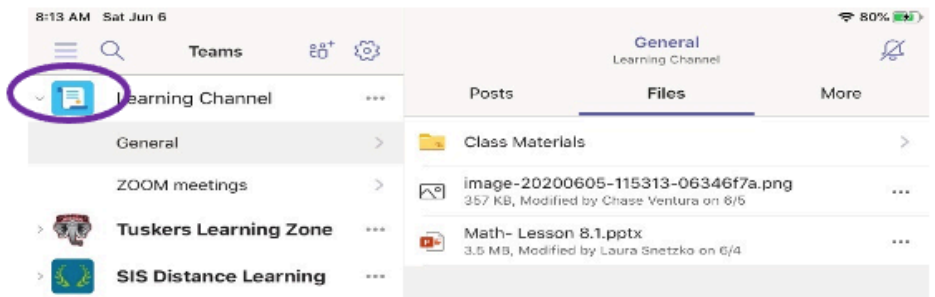 8:13 AM Sat Jun 6
80%
Teams
General
Learning Channel
Learning Channel
Posts Files More
General
Class Materials
ZOOM meetings
image-20200605-115313-06346f7a.png
357 KB, Modified by Chase Ventura on 6/5
Tuskers Learning Zone
Math- Lesson 8.1.pptx
3.5 MB, Modified by Laura Snetzko on 6/4
SIS Distance Learning